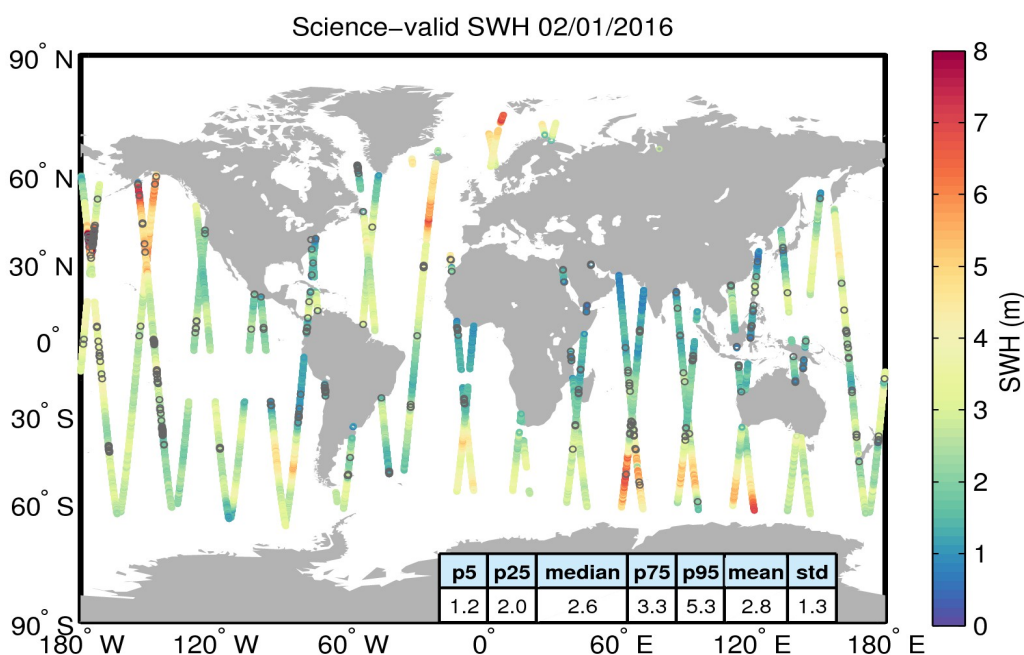 Science−valid SWH 02/01/2016
90° N
60° N
30° N
0°
30° S
60° S
90° S
180° W
120° W
60° W
0°
60° E
120° E
180° E
p5 p25 median p75 p95 mean std
1.2 2.0 2.6 3.3 5.3 2.8 1.3
8
7
6
5
4
3
2
1
0
SWH (m)